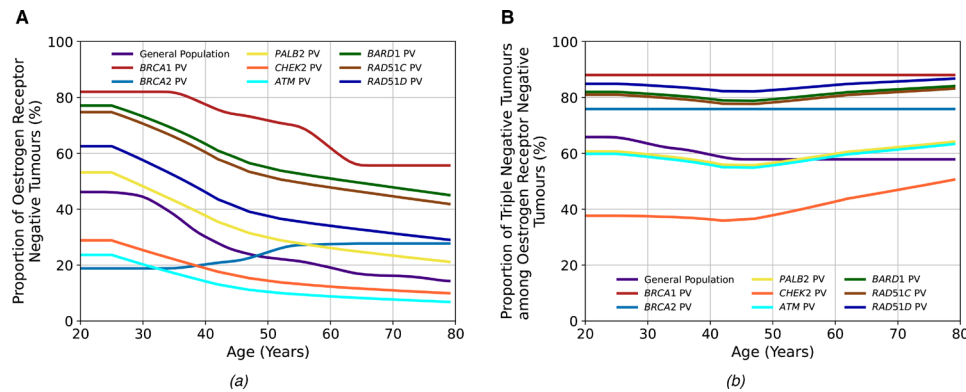 A
Proportion of Oestrogen Receptor
Negative Tumours (%)
100
80
60
40
20
0
General Population
BRCA1 PV
BRCA2 PV
PALB2 PV
CHEK2 PV
ATM PV
BARD1 PV
RAD51C PV
RAD51D PV
20 30 40 50 60 70 80
Age (Years)
(a)
B
Proportion of Triple Negative Tumours
among Oestrogen Receptor Negative
Tumours (%)
100
80
60
40
20
0
General Population
BRCA1 PV
BRCA2 PV
PALB2 PV
CHEK2 PV
ATM PV
BARD1 PV
RAD51C PV
RAD51D PV
20 30 40 50 60 70 80
Age (Years)
(b)